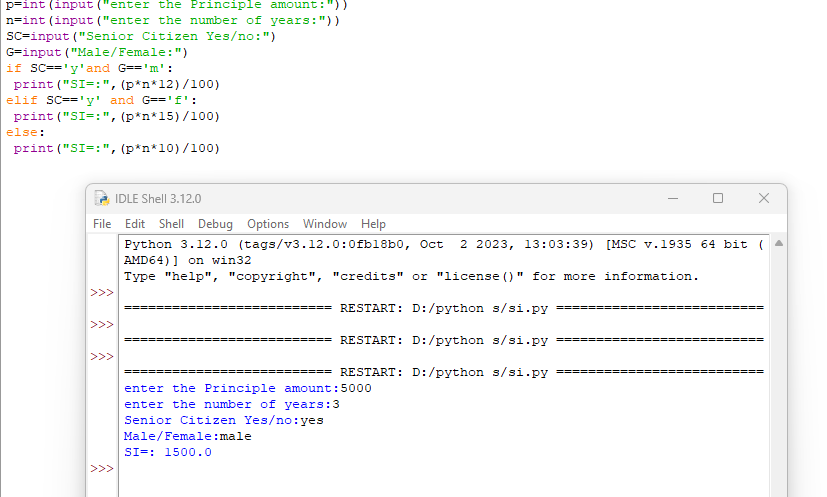 p=int(input("enter the Principle amount:"))
n=int(input("enter the number of years:"))
SC=input("Senior Citizen Yes/no:")
G=input("Male/Female:")
if SC=='y'and G=='m':
 print("SI=:",(p*n*12)/100)
elif SC=='y' and G=='f':
 print("SI=:",(p*n*15)/100)
else:
 print("SI=:",(p*n*10)/100)
IDLE Shell 3.12.0
File Edit Shell Debug Options Window Help
Python 3.12.0 (tags/v3.12.0:0fb18b0, Oct  2 2023, 13:03:39) [MSC v.1935 64 bit (
AMD64)] on win32
Type "help", "copyright", "credits" or "license()" for more information.
>>>
========================== RESTART: D:/python s/si.py ==========================
>>>
========================== RESTART: D:/python s/si.py ==========================
>>>
========================== RESTART: D:/python s/si.py ==========================
enter the Principle amount:5000
enter the number of years:3
Senior Citizen Yes/no:yes
Male/Female:male
SI=: 1500.0
>>>